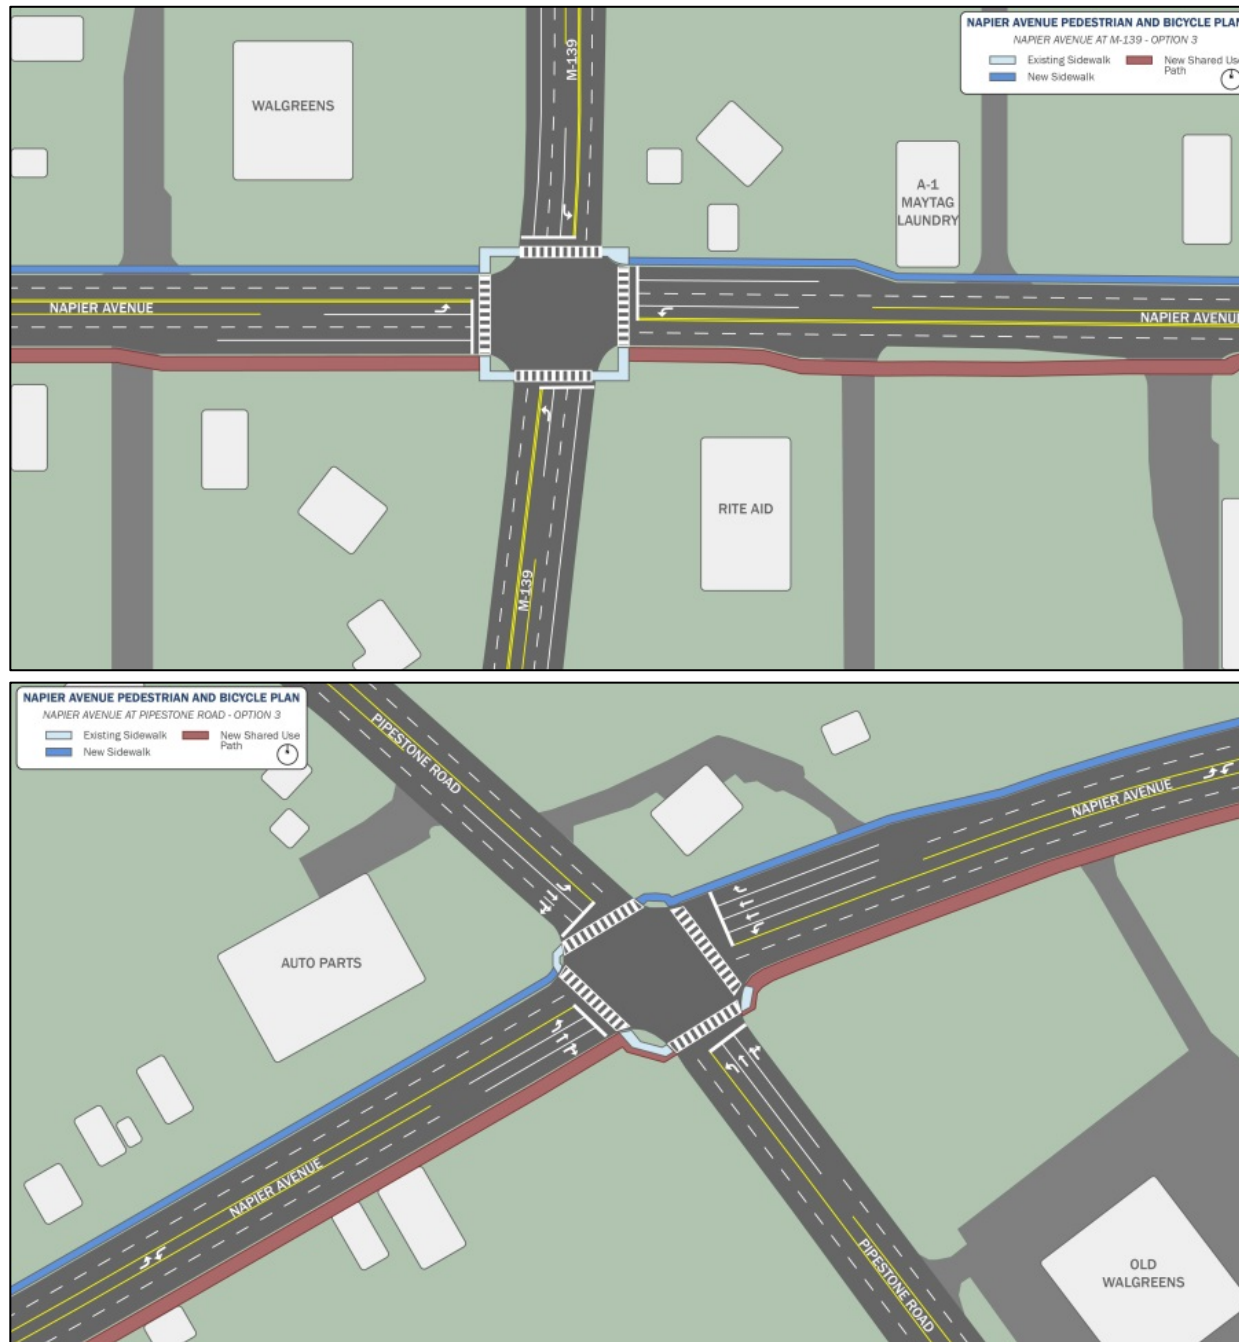 NAPIER AVENUE PEDESTRIAN AND BICYCLE PLAN
NAPIER AVENUE AT M-139 - OPTION 3
Existing Sidewalk
New Shared Use
Path
New Sidewalk
M-139
WALGREENS
A-1
MAYTAG
LAUNDRY
NAPIER AVENUE
NAPIER AVENUE
RITE AID
M-139
NAPIER AVENUE PEDESTRIAN AND BICYCLE PLAN
NAPIER AVENUE AT PIPESTONE ROAD - OPTION 3
Existing Sidewalk
New Shared Use
Path
New Sidewalk
PIPESTONE ROAD
NAPIER AVENUE
AUTO PARTS
NAPIER AVENUE
PIPESTONE ROAD
OLD
WALGREENS